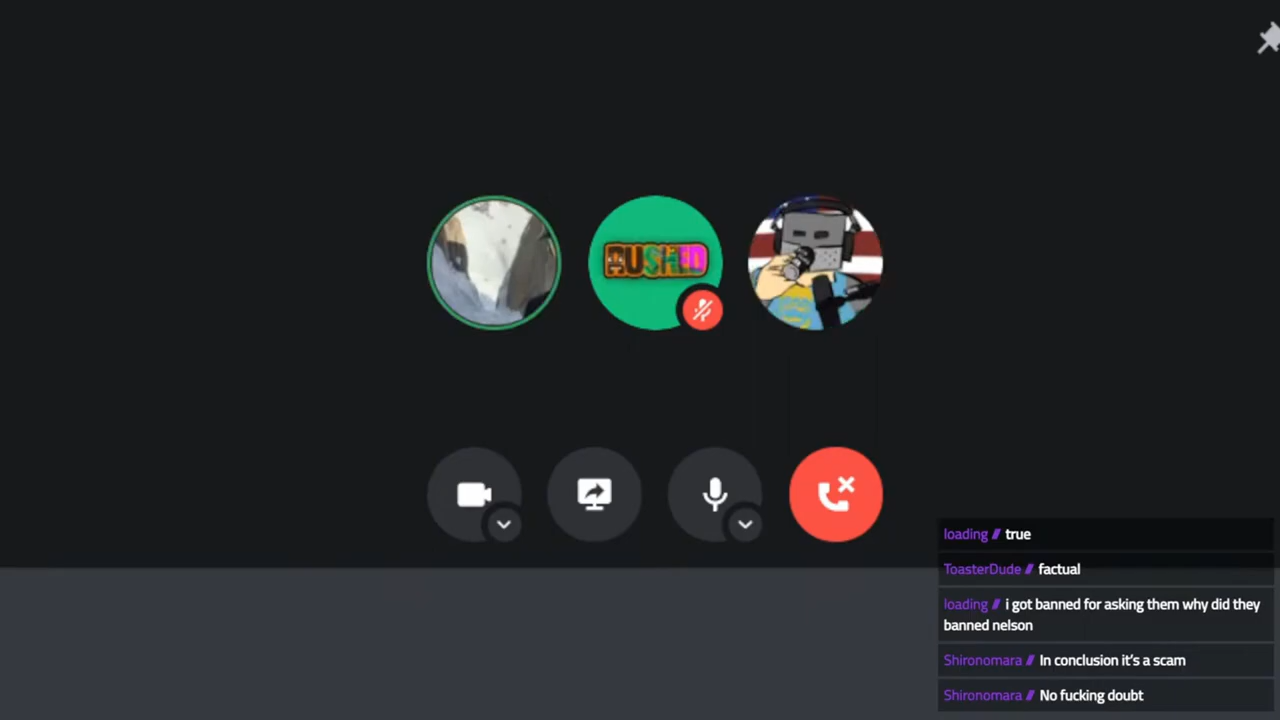 RUSHED
loading // true
ToasterDude // factual
loading // i got banned for asking them why did they
banned nelson
Shironomara // In conclusion it's a scam
Shironomara // No fucking doubt